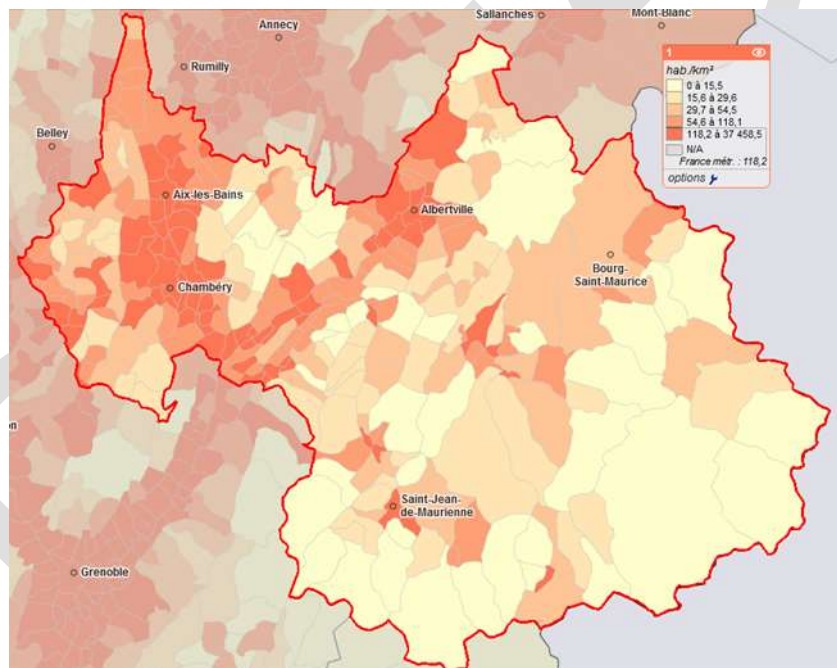 Sallanches
Mont-Blanc
Annecy
Rumilly
Belley
Aix-les-Bains
Albertville
Chambéry
Bourg-
Saint-Maurice
Saint-Jean-
de-Maurienne
Grenoble
on
1
hab./km²
0 à 15,5
15,6 à 29,6
29,7 à 54,5
54,6 à 118,1
118,2 à 37 458,5
N/A
France métr. : 118,2
options